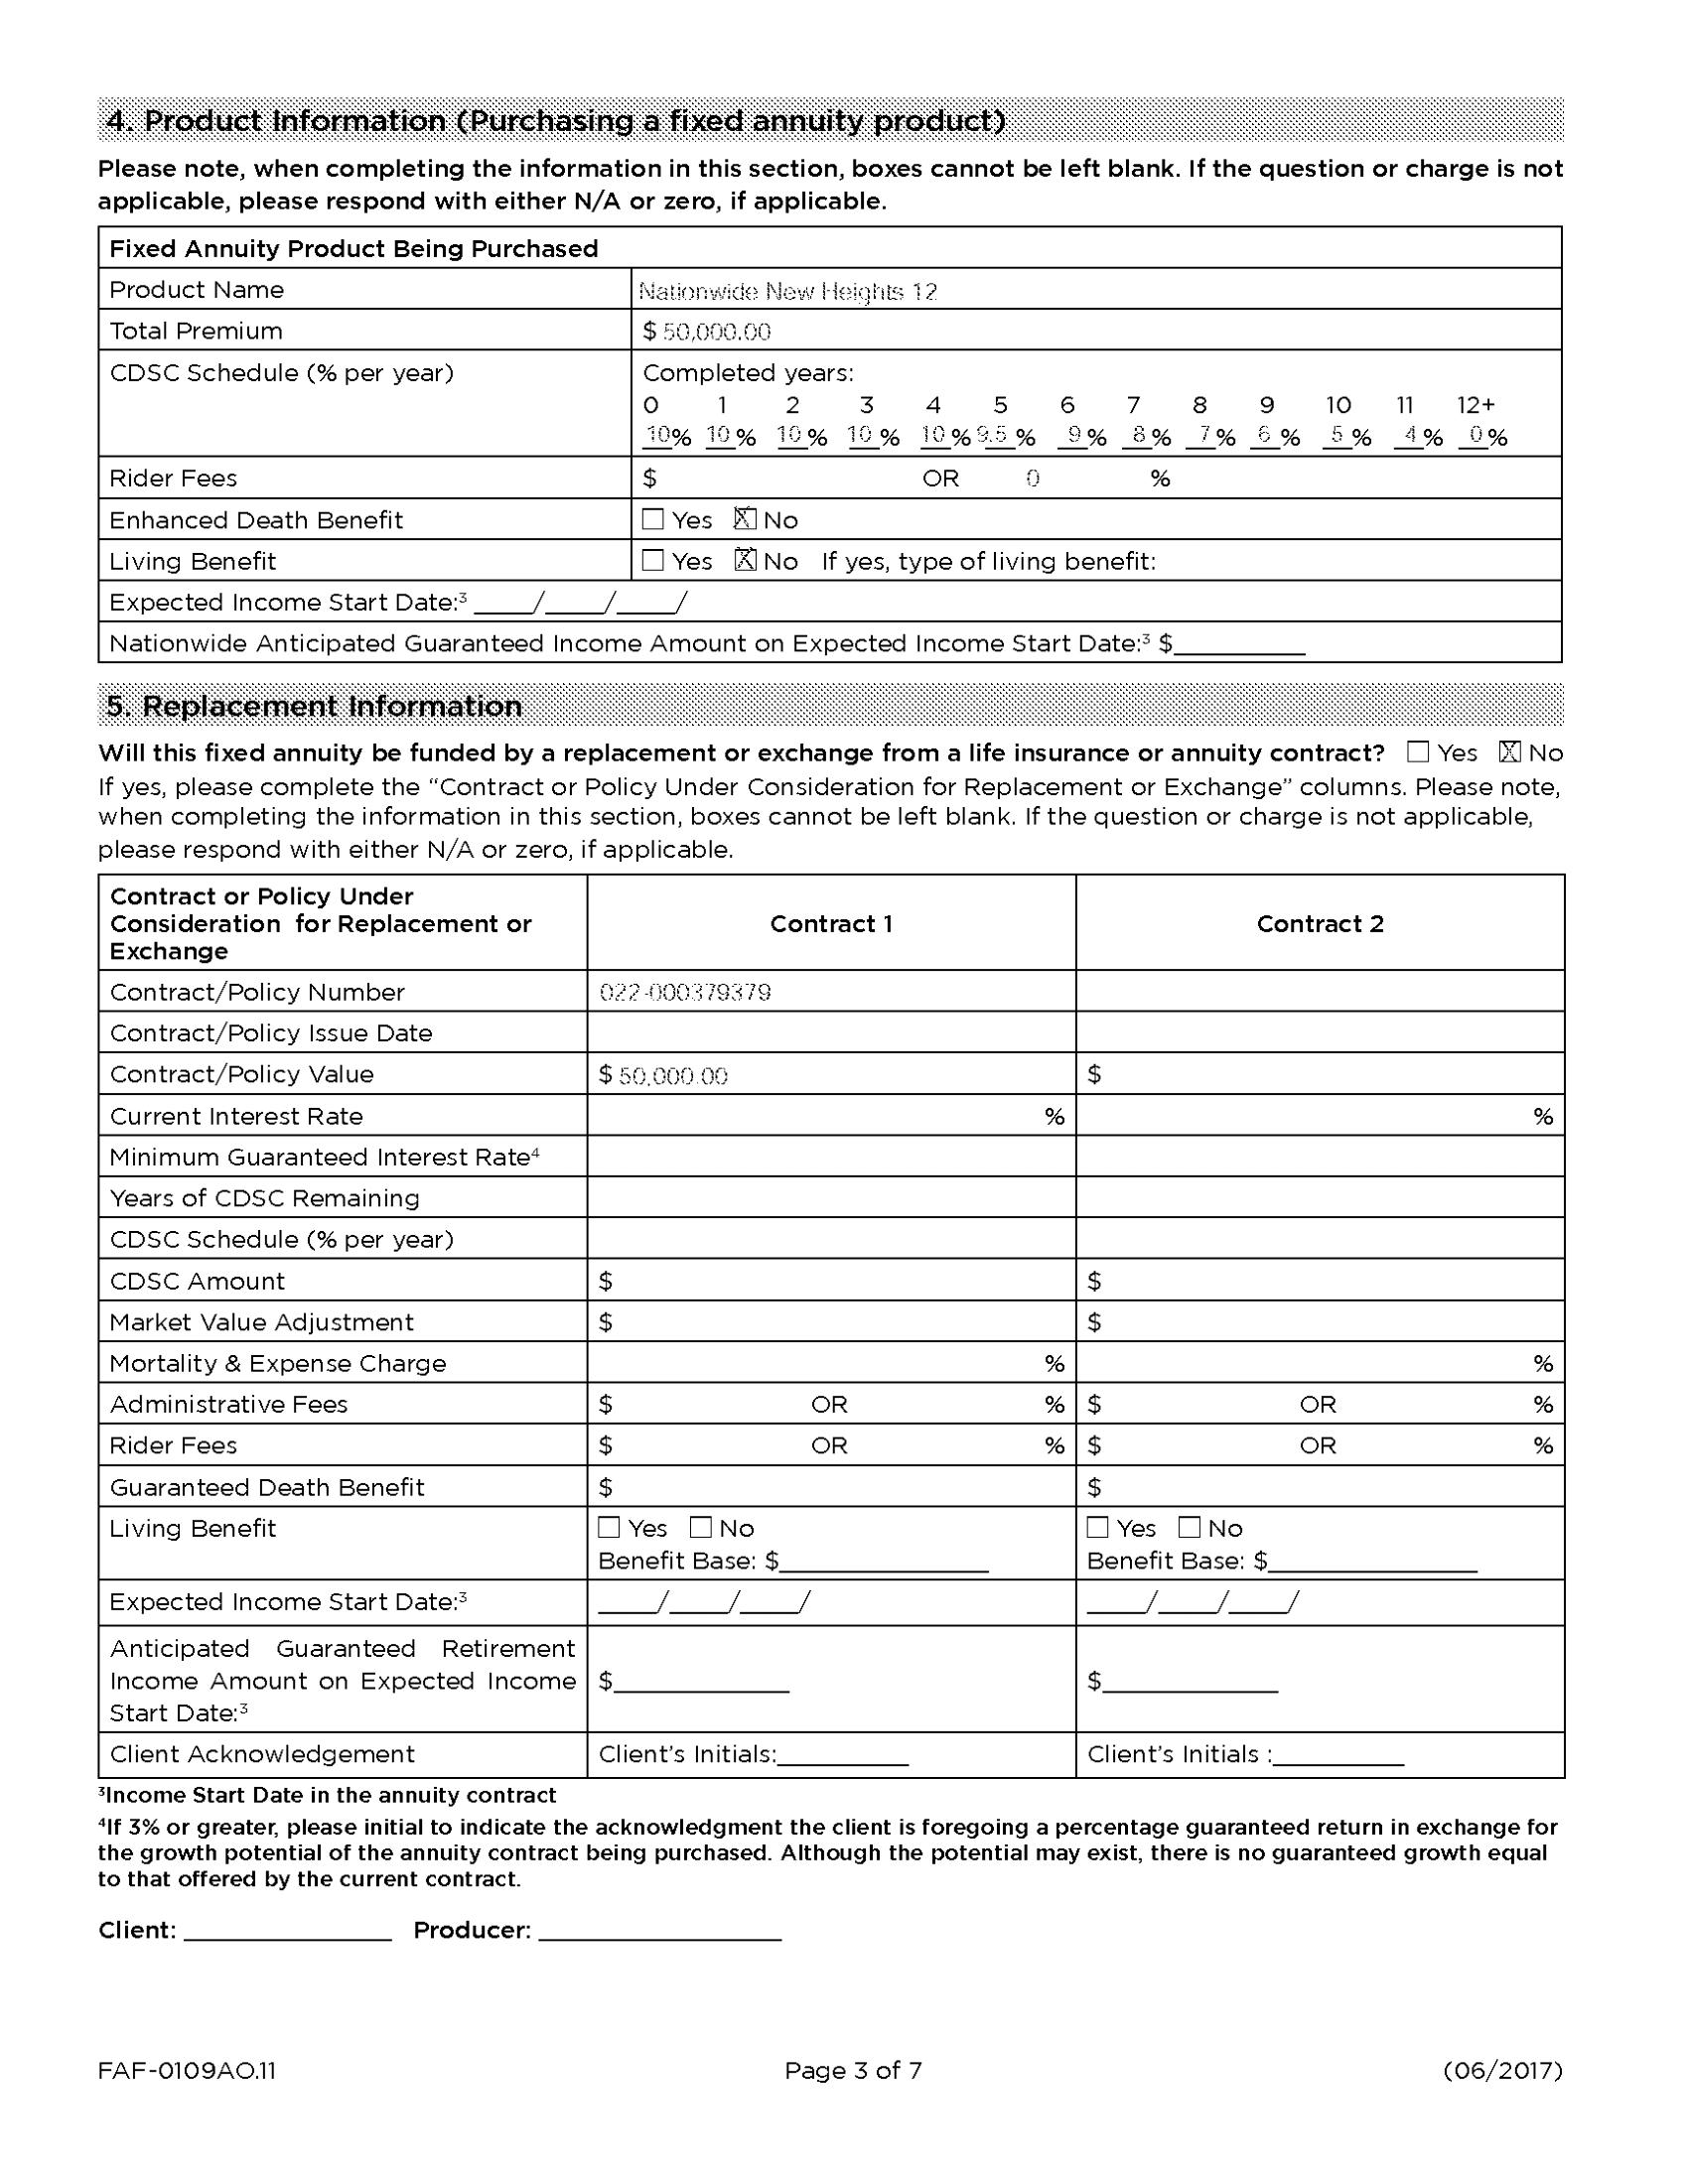 4. Product Information (Purchasing a fixed annuity product)
Please note, when completing the information in this section, boxes cannot be left blank. If the question or charge is not
applicable, please respond with either N/A or zero, if applicable.
Fixed Annuity Product Being Purchased
Product Name Nationwide New Heights 12
Total Premium $ 50,000.00
CDSC Schedule (% per year) Completed years:
0 1 2 3 4 5 6 7 8 9 10 11 12+
10% 10% 10% 10% 10% 9.5% 9% 8% 7% 6% 5% 4% 0%
Rider Fees $ OR 0 %
Enhanced Death Benefit ☐ Yes ☒ No
Living Benefit ☐ Yes ☒ No If yes, type of living benefit:
Expected Income Start Date:³ ____/____/____/
Nationwide Anticipated Guaranteed Income Amount on Expected Income Start Date:³ $__________
5. Replacement Information
Will this fixed annuity be funded by a replacement or exchange from a life insurance or annuity contract? ☐ Yes ☒ No
If yes, please complete the “Contract or Policy Under Consideration for Replacement or Exchange” columns. Please note,
when completing the information in this section, boxes cannot be left blank. If the question or charge is not applicable,
please respond with either N/A or zero, if applicable.
Contract or Policy Under
Consideration for Replacement or
Exchange
Contract 1 Contract 2
Contract/Policy Number 022-000379379
Contract/Policy Issue Date
Contract/Policy Value $ 50,000.00 $
Current Interest Rate % %
Minimum Guaranteed Interest Rate⁴
Years of CDSC Remaining
CDSC Schedule (% per year)
CDSC Amount $ $
Market Value Adjustment $ $
Mortality & Expense Charge % %
Administrative Fees $ OR % $ OR %
Rider Fees $ OR % $ OR %
Guaranteed Death Benefit $ $
Living Benefit ☐ Yes ☐ No ☐ Yes ☐ No
Benefit Base: $________________ Benefit Base: $________________
Expected Income Start Date:³ ____/____/____/ ____/____/____/
Anticipated Guaranteed Retirement
Income Amount on Expected Income $_____________ $_____________
Start Date:³
Client Acknowledgement Client’s Initials:__________ Client’s Initials :__________
³Income Start Date in the annuity contract
⁴If 3% or greater, please initial to indicate the acknowledgment the client is foregoing a percentage guaranteed return in exchange for
the growth potential of the annuity contract being purchased. Although the potential may exist, there is no guaranteed growth equal
to that offered by the current contract.
Client: ________________ Producer: ___________________
FAF-0109AO.11 Page 3 of 7 (06/2017)